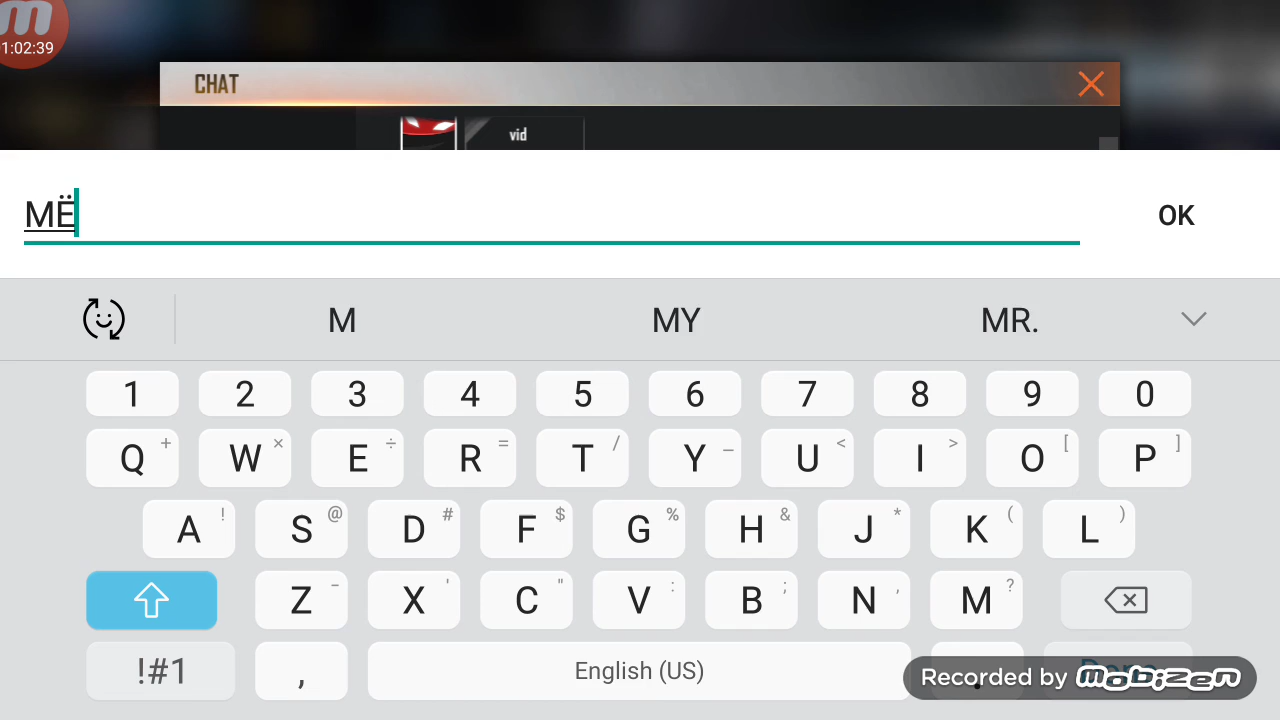 1:02:39
CHAT
vid
MË
OK
M MY MR.
1 2 3 4 5 6 7 8 9 0
Q + W × E ÷ R = T / Y _ U < I > O [ P ]
A ! S @ D # F $ G % H & J * K ( L )
Z - X ' C " V : B ; N , M ?
!#1 , English (US) . Done
Recorded by mobizen